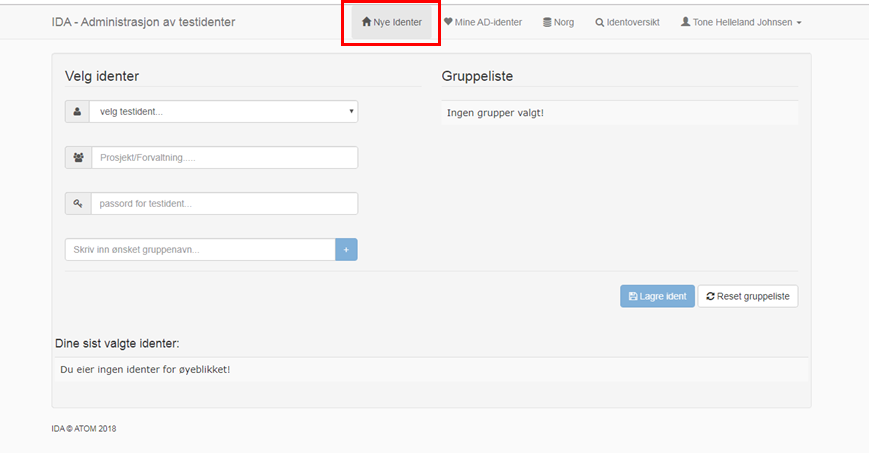 IDA - Administrasjon av testidenter
Nye Identer
Mine AD-identer
Norg
Identoversikt
Tone Helleland Johnsen
Velg identer
Gruppeliste
velg testident...
Ingen grupper valgt!
Prosjekt/Forvaltning.....
passord for testident...
Skriv inn ønsket gruppenavn...
+
Lagre ident
Reset gruppeliste
Dine sist valgte identer:
Du eier ingen identer for øyeblikket!
IDA © ATOM 2018